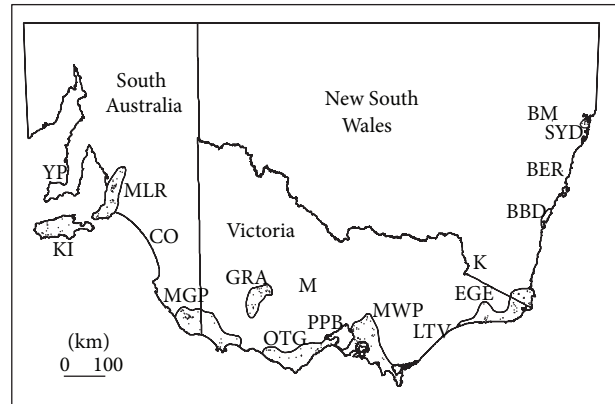 South
Australia
New South
Wales
BM
SYD
YP
BER
MLR
BBD
KI
CO
Victoria
K
GRA
M
MGP
EGE
MWP
PPB
LTV
OTG
(km)
0 100